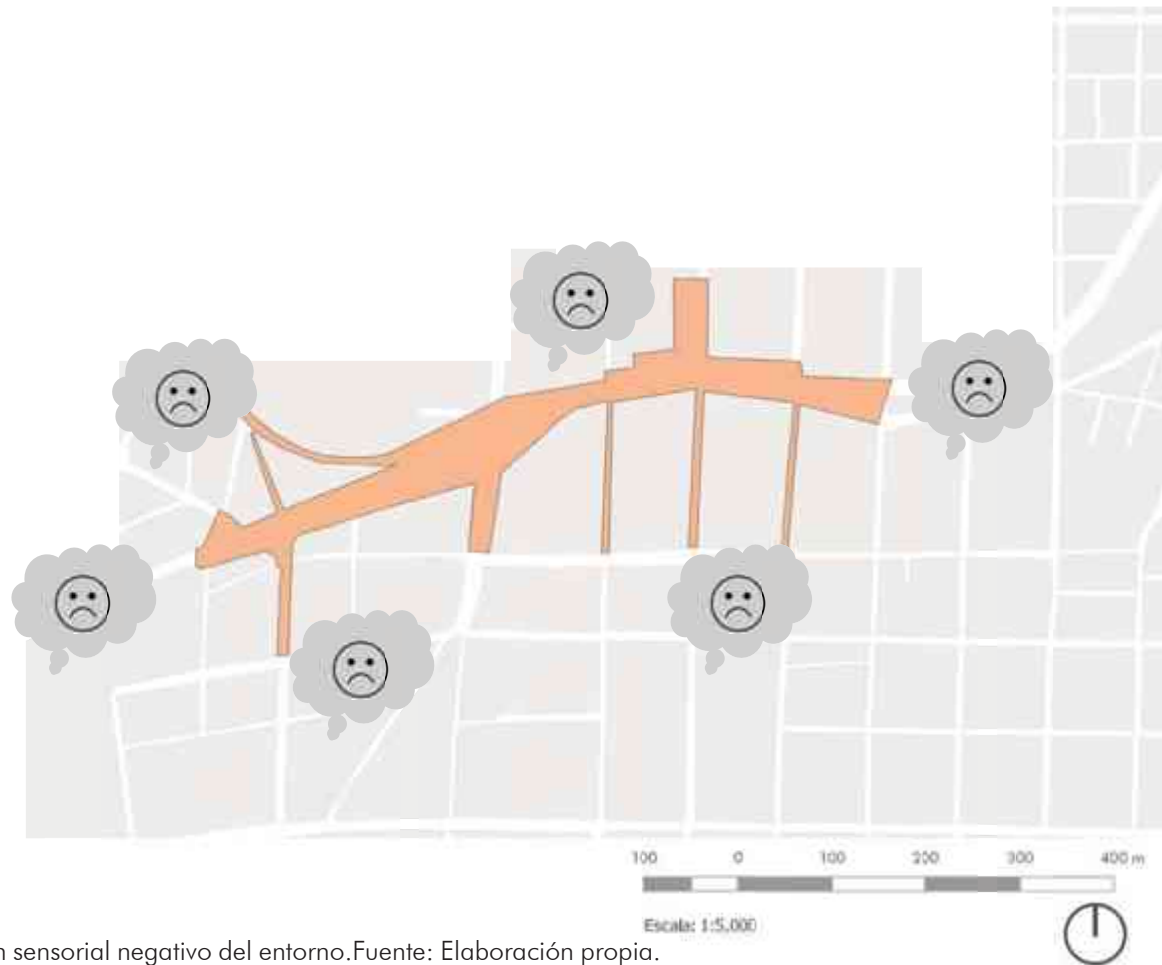 100 0 100 200 300 400 m
Escala: 1:5,000
n sensorial negativo del entorno.Fuente: Elaboración propia.